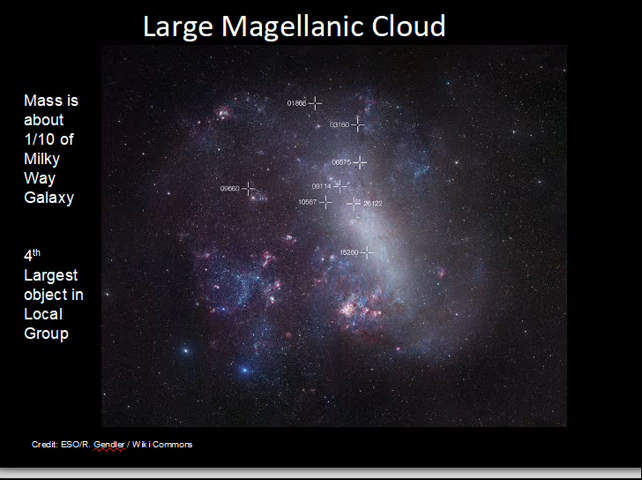 Large Magellanic Cloud
Mass is
about
1/10 of
Milky
Way
Galaxy
4th
Largest
object in
Local
Group
01866
03160
06575
09660
09114
10567
26122
15260
Credit: ESO/R. Gendler / Wiki Commons